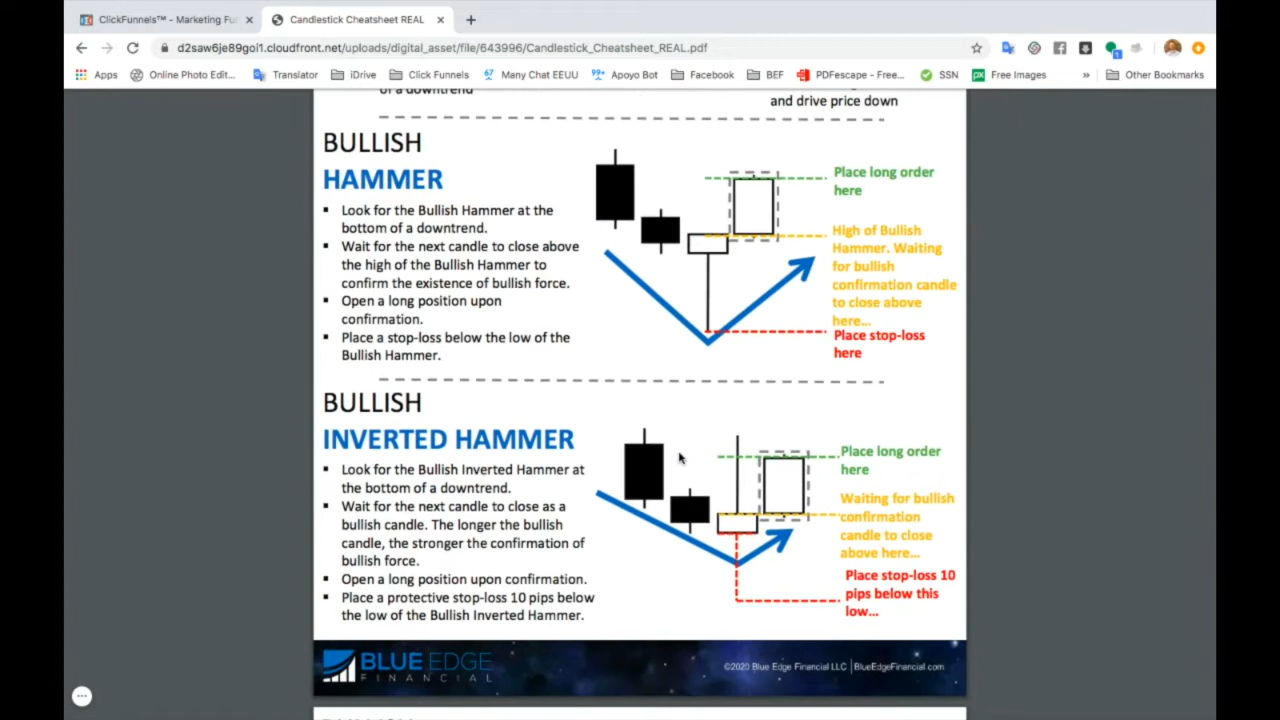 ClickFunnels™ - Marketing Fu
Candlestick Cheatsheet REAL
d2saw6je89goi1.cloudfront.net/uploads/digital_asset/file/643996/Candlestick_Cheatsheet_REAL.pdf
Apps
Online Photo Edit...
Translator
iDrive
Click Funnels
Many Chat EEUU
99+ Apoyo Bot
Facebook
BEF
PDFescape - Free...
SSN
px Free Images
»
Other Bookmarks
of a downtrend
and drive price down
BULLISH
HAMMER
▪ Look for the Bullish Hammer at the
bottom of a downtrend.
▪ Wait for the next candle to close above
the high of the Bullish Hammer to
confirm the existence of bullish force.
▪ Open a long position upon
confirmation.
▪ Place a stop-loss below the low of the
Bullish Hammer.
Place long order
here
High of Bullish
Hammer. Waiting
for bullish
confirmation candle
to close above
here...
Place stop-loss
here
BULLISH
INVERTED HAMMER
▪ Look for the Bullish Inverted Hammer at
the bottom of a downtrend.
▪ Wait for the next candle to close as a
bullish candle. The longer the bullish
candle, the stronger the confirmation of
bullish force.
▪ Open a long position upon confirmation.
▪ Place a protective stop-loss 10 pips below
the low of the Bullish Inverted Hammer.
Place long order
here
Waiting for bullish
confirmation
candle to close
above here...
Place stop-loss 10
pips below this
low...
BLUE EDGE
FINANCIAL
©2020 Blue Edge Financial LLC | BlueEdgeFinancial.com